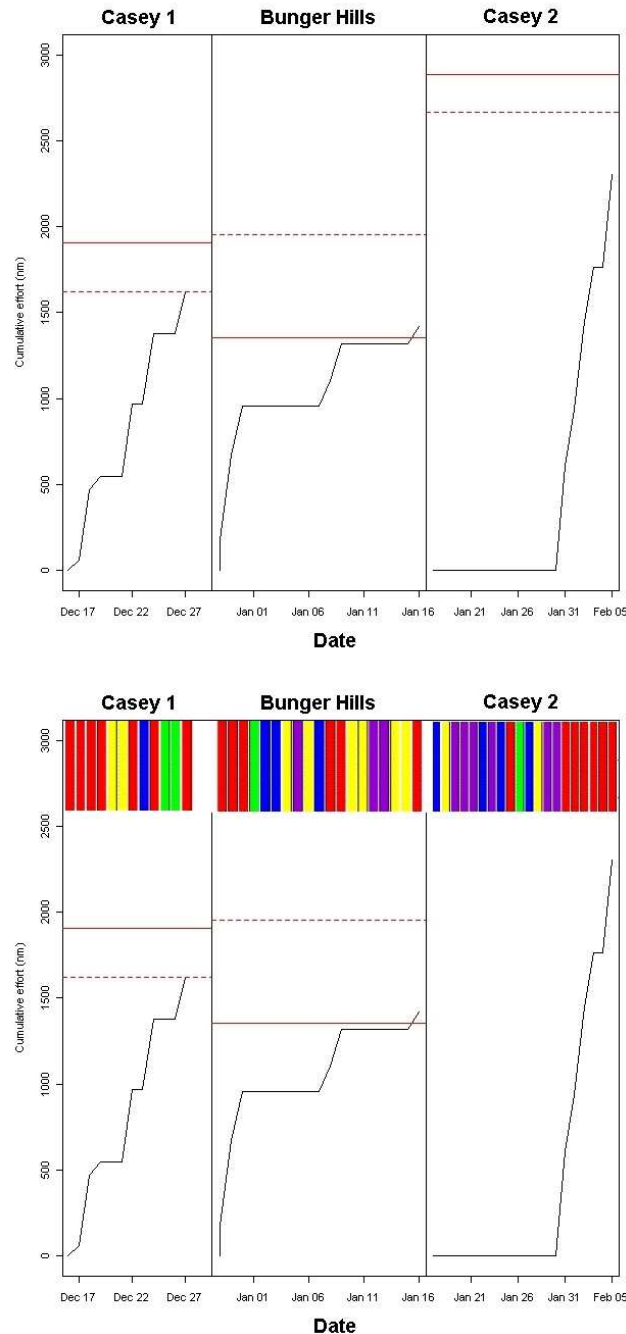 Casey 1 Bunger Hills Casey 2
3000
2500
2000
1500
1000
500
0
Cumulative effort (nm)
Dec 17 Dec 22 Dec 27 Jan 01 Jan 06 Jan 11 Jan 16 Jan 21 Jan 26 Jan 31 Feb 05
Date
Casey 1 Bunger Hills Casey 2
3000
2500
2000
1500
1000
500
0
Cumulative effort (nm)
Dec 17 Dec 22 Dec 27 Jan 01 Jan 06 Jan 11 Jan 16 Jan 21 Jan 26 Jan 31 Feb 05
Date